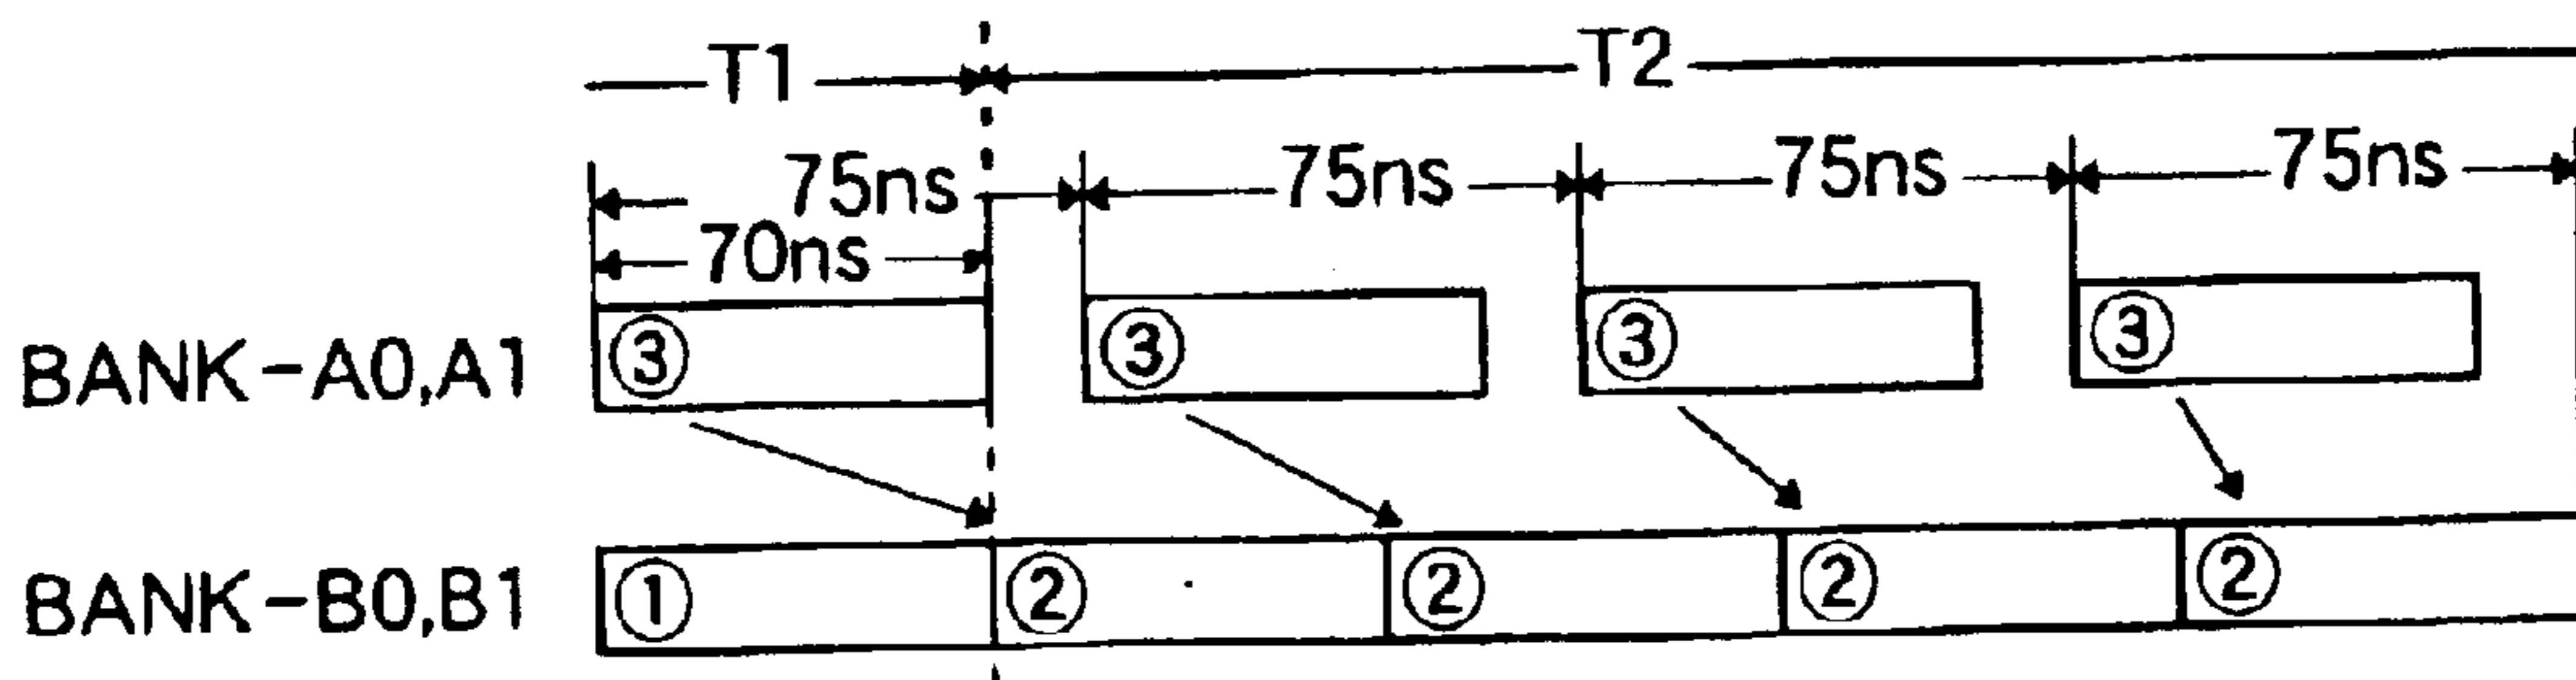 T1 T2
75ns 75ns 75ns 75ns
70ns
BANK-A0,A1 ③ ③ ③ ③
BANK-B0,B1 ① ② ② ② ②